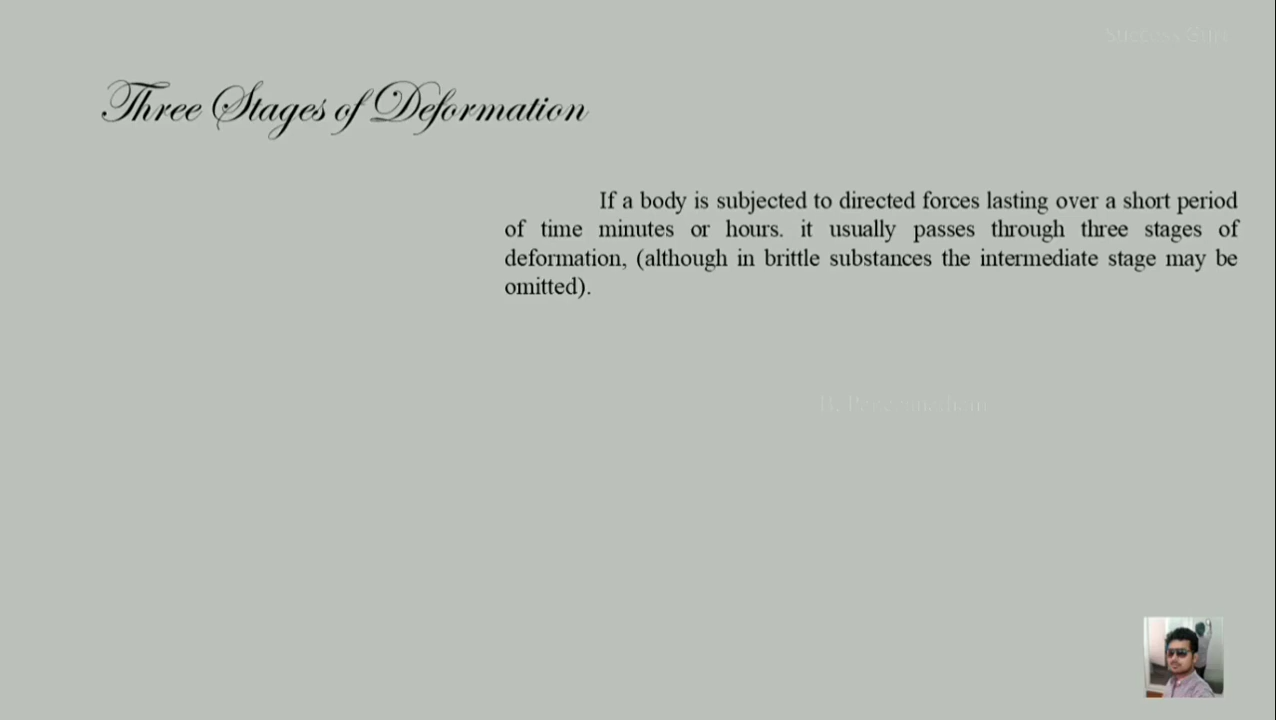 Three Stages of Deformation
If a body is subjected to directed forces lasting over a short period
of time minutes or hours. it usually passes through three stages of
deformation, (although in brittle substances the intermediate stage may be
omitted).